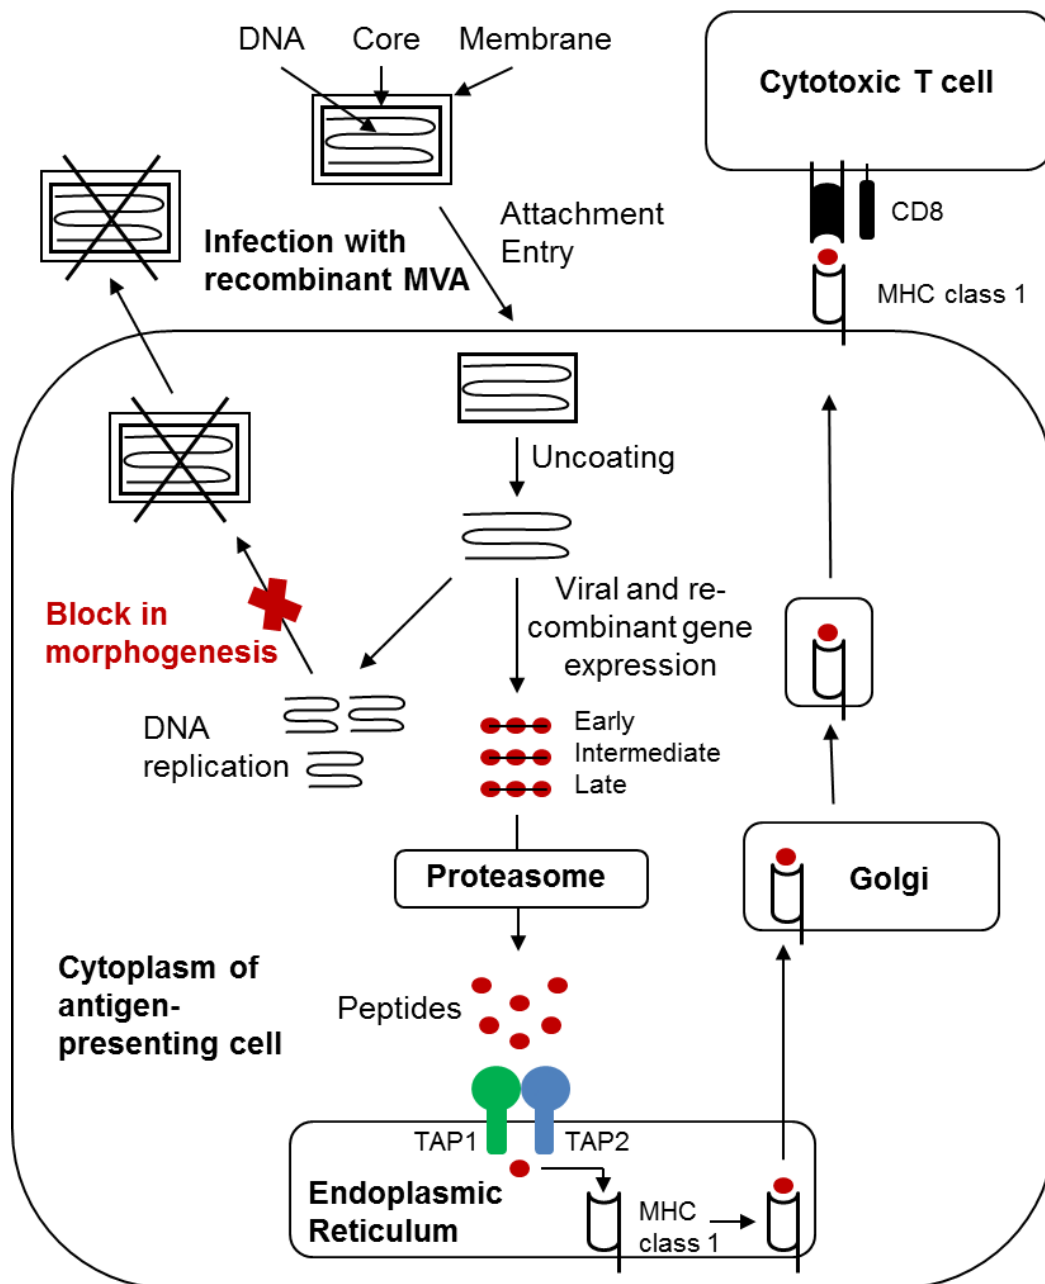 DNA Core Membrane
Cytotoxic T cell
CD8
MHC class 1
Attachment
Entry
Infection with
recombinant MVA
Uncoating
Viral and re-
combinant gene
expression
Block in
morphogenesis
DNA
replication
Early
Intermediate
Late
Proteasome
Golgi
Cytoplasm of
antigen-
presenting cell
Peptides
TAP1 TAP2
Endoplasmic
Reticulum
MHC
class 1